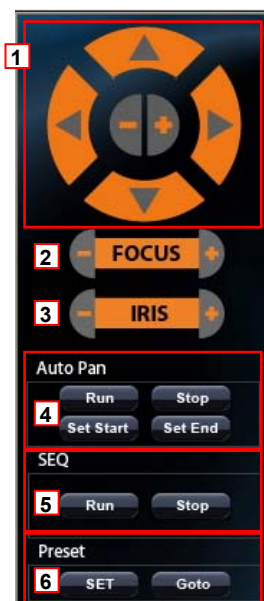 1
2 - FOCUS +
3 - IRIS +
Auto Pan
Run Stop
4
Set Start Set End
SEQ
5 Run Stop
Preset
6 SET Goto